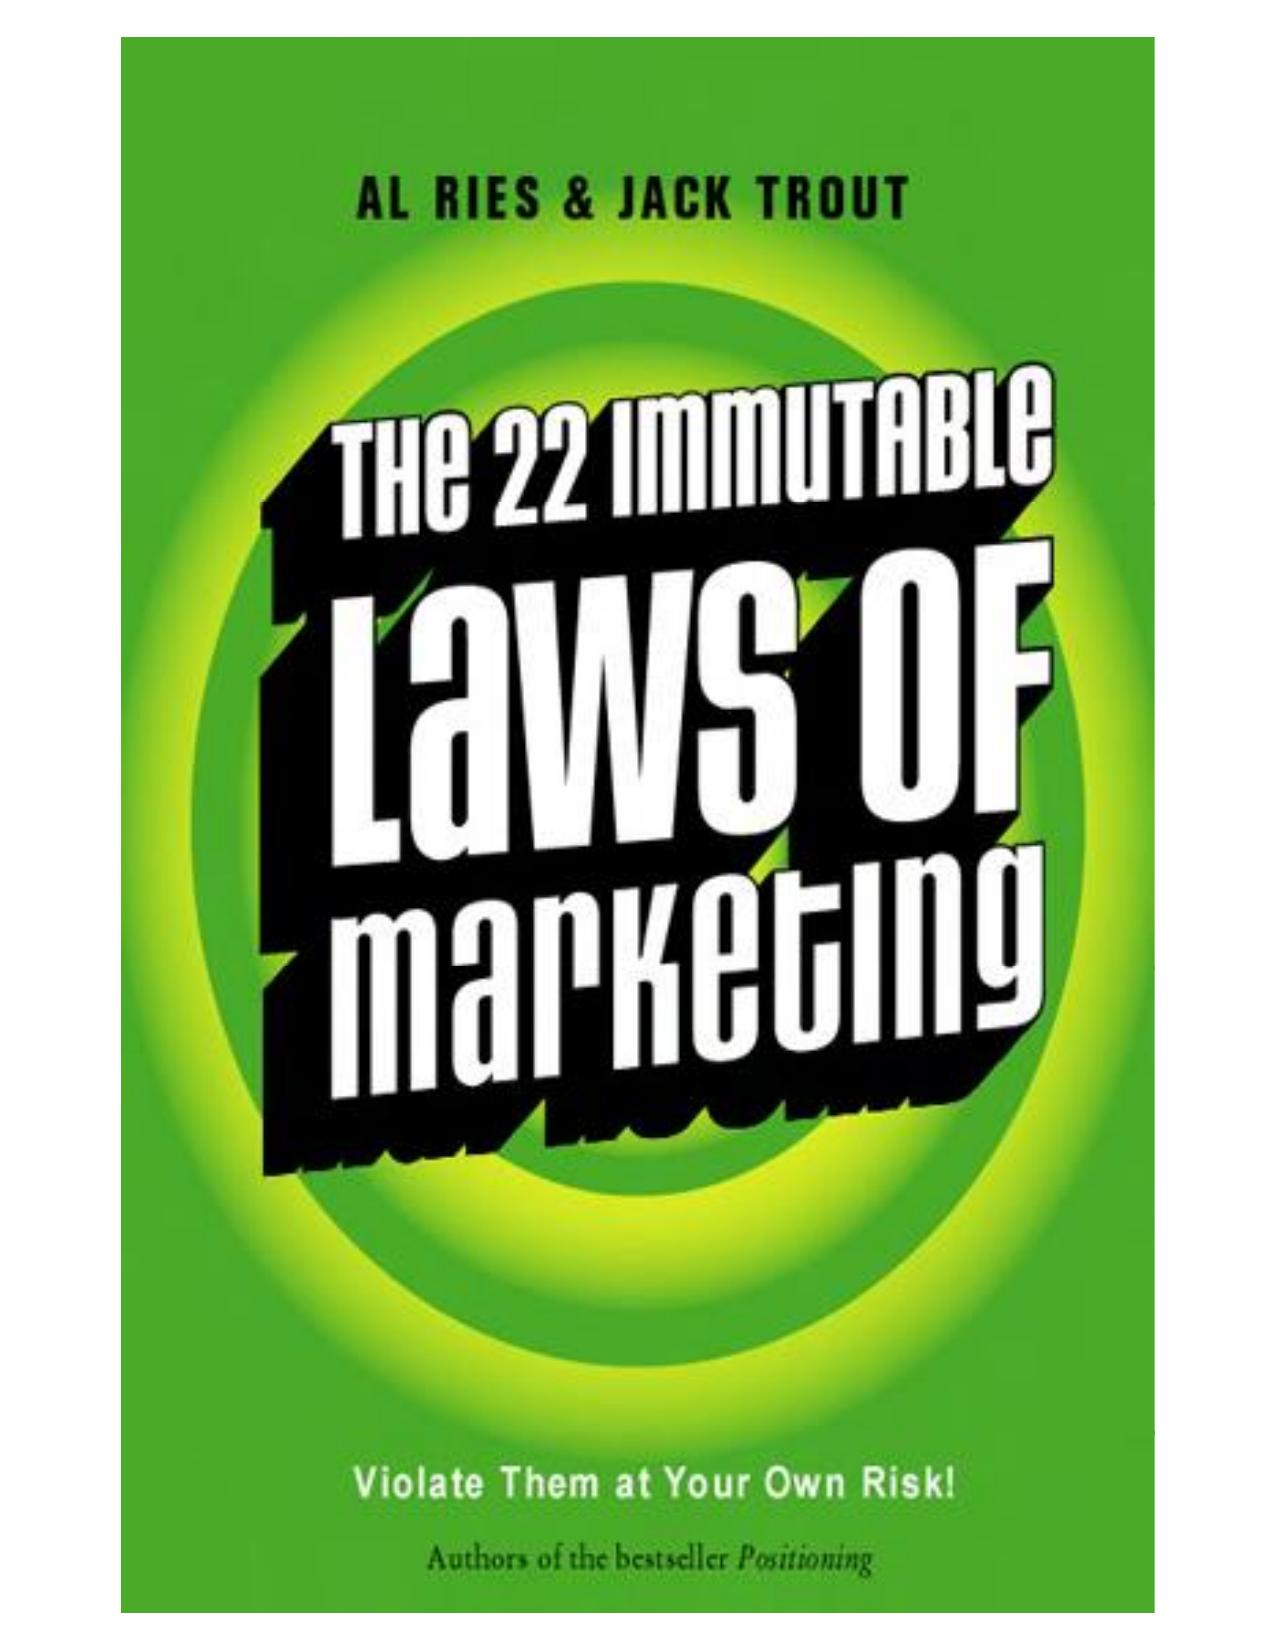 AL RIES & JACK TROUT
THe 22 ImmUTABLe
LaWS OF
marKeTIng
Violate Them at Your Own Risk!
Authors of the bestseller Positioning